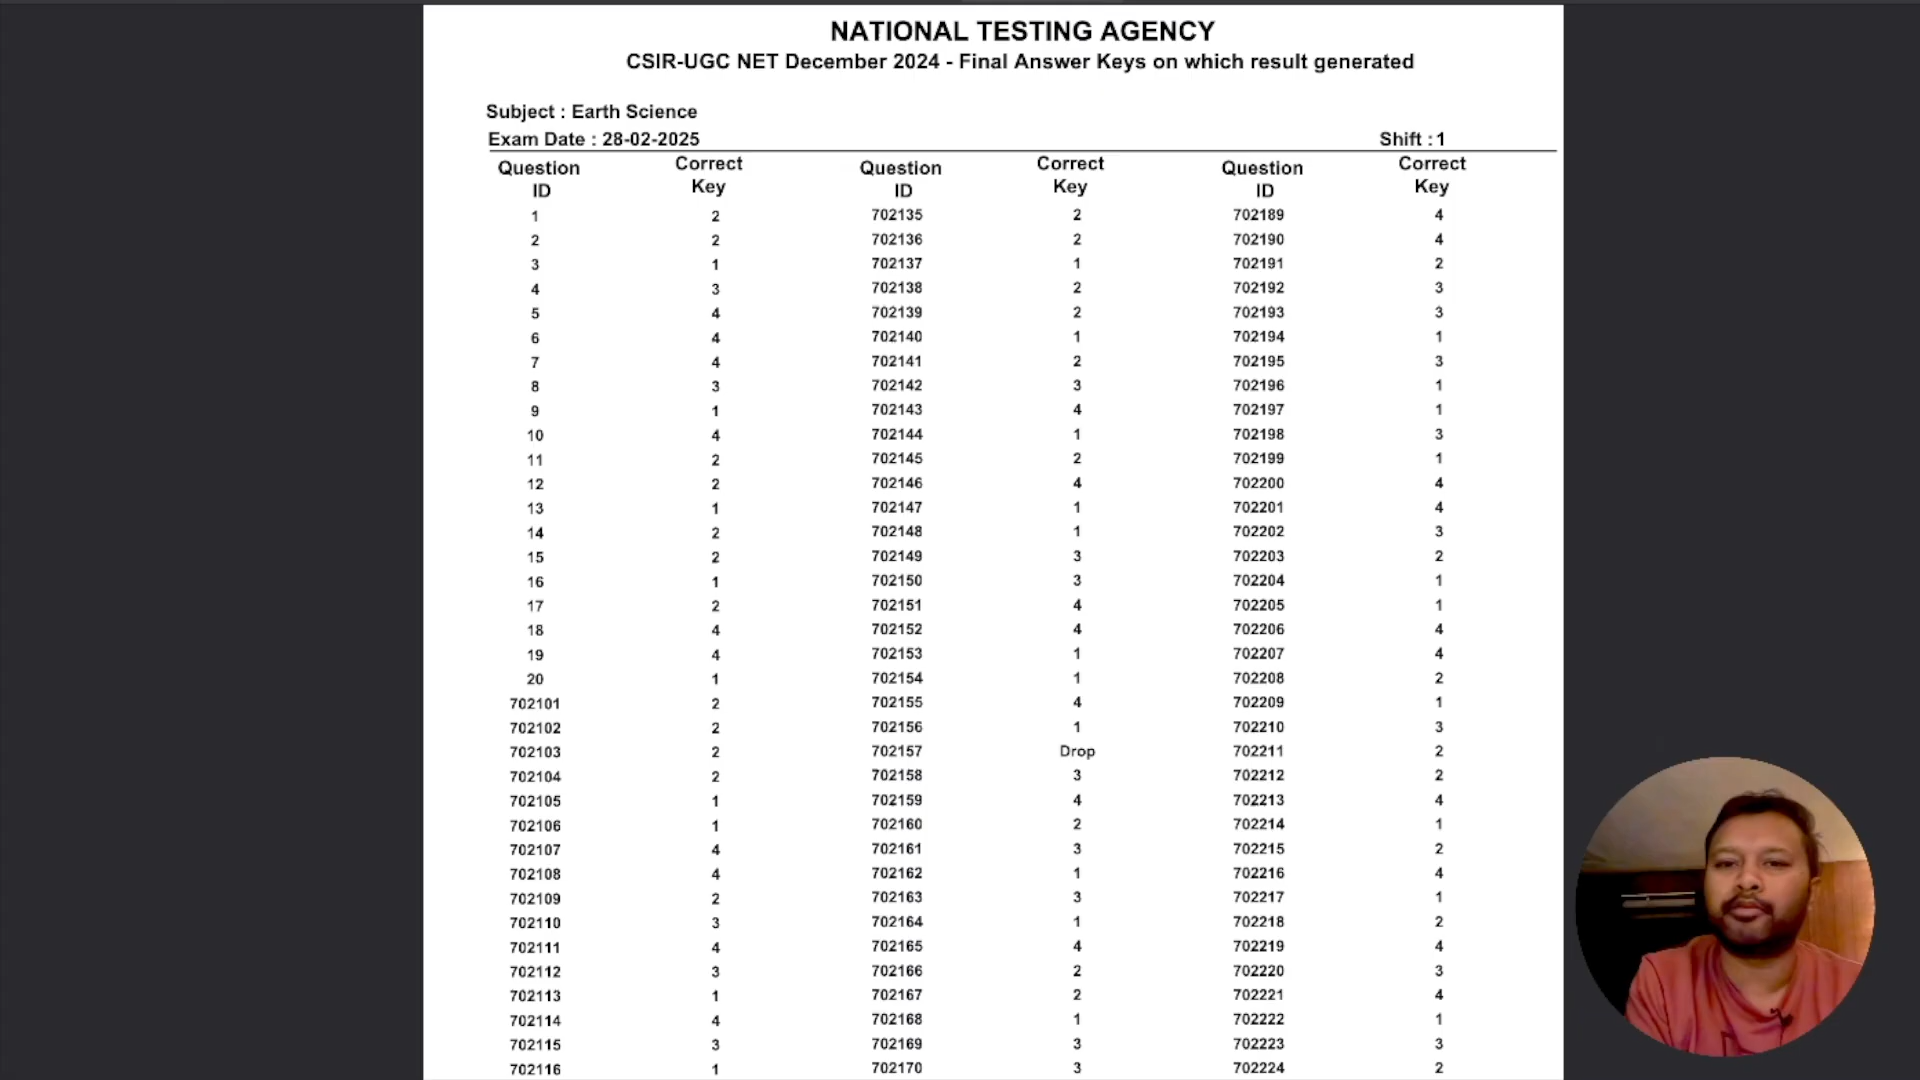 NATIONAL TESTING AGENCY
CSIR-UGC NET December 2024 - Final Answer Keys on which result generated
Subject : Earth Science
Exam Date : 28-02-2025 Shift : 1
Question ID Correct Key Question ID Correct Key Question ID Correct Key
1 2 702135 2 702189 4
2 2 702136 2 702190 4
3 1 702137 1 702191 2
4 3 702138 2 702192 3
5 4 702139 2 702193 3
6 4 702140 1 702194 1
7 4 702141 2 702195 3
8 3 702142 3 702196 1
9 1 702143 4 702197 1
10 4 702144 1 702198 3
11 2 702145 2 702199 1
12 2 702146 4 702200 4
13 1 702147 1 702201 4
14 2 702148 1 702202 3
15 2 702149 3 702203 2
16 1 702150 3 702204 1
17 2 702151 4 702205 1
18 4 702152 4 702206 4
19 4 702153 1 702207 4
20 1 702154 1 702208 2
702101 2 702155 4 702209 1
702102 2 702156 1 702210 3
702103 2 702157 Drop 702211 2
702104 2 702158 3 702212 2
702105 1 702159 4 702213 4
702106 1 702160 2 702214 1
702107 4 702161 3 702215 2
702108 4 702162 1 702216 4
702109 2 702163 3 702217 1
702110 3 702164 1 702218 2
702111 4 702165 4 702219 4
702112 3 702166 2 702220 3
702113 1 702167 2 702221 4
702114 4 702168 1 702222 1
702115 3 702169 3 702223 3
702116 1 702170 3 702224 2